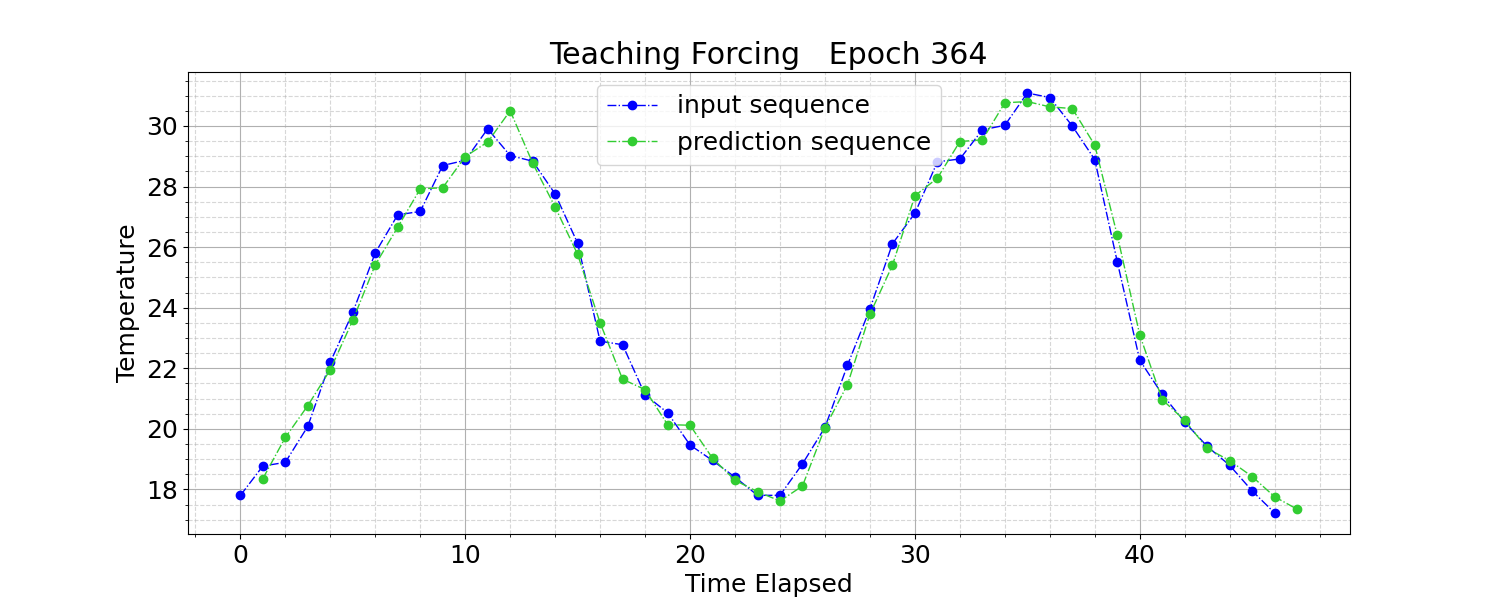 Teaching Forcing   Epoch 364
input sequence
prediction sequence
Temperature
30
28
26
24
22
20
18
0 10 20 30 40
Time Elapsed